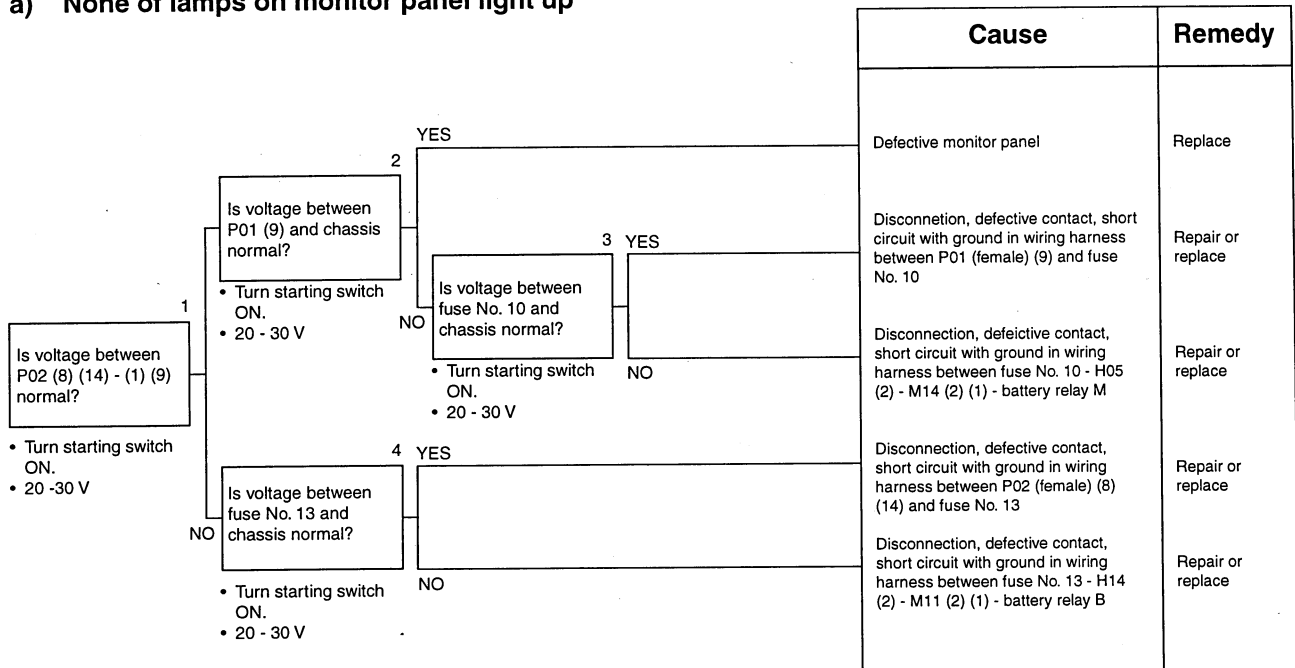 a) None of lamps on monitor panel light up
Cause
Remedy
1
Is voltage between
P02 (8) (14) - (1) (9)
normal?
• Turn starting switch
ON.
• 20 -30 V
2
Is voltage between
P01 (9) and chassis
normal?
• Turn starting switch
ON.
• 20 - 30 V
YES
Defective monitor panel
Replace
NO
3
Is voltage between
fuse No. 10 and
chassis normal?
• Turn starting switch
ON.
• 20 - 30 V
YES
Disconnetion, defective contact, short
circuit with ground in wiring harness
between P01 (female) (9) and fuse
No. 10
Repair or
replace
NO
Disconnection, defeictive contact,
short circuit with ground in wiring
harness between fuse No. 10 - H05
(2) - M14 (2) (1) - battery relay M
Repair or
replace
NO
4
Is voltage between
fuse No. 13 and
chassis normal?
• Turn starting switch
ON.
• 20 - 30 V
YES
Disconnection, defective contact,
short circuit with ground in wiring
harness between P02 (female) (8)
(14) and fuse No. 13
Repair or
replace
NO
Disconnection, defective contact,
short circuit with ground in wiring
harness between fuse No. 13 - H14
(2) - M11 (2) (1) - battery relay B
Repair or
replace